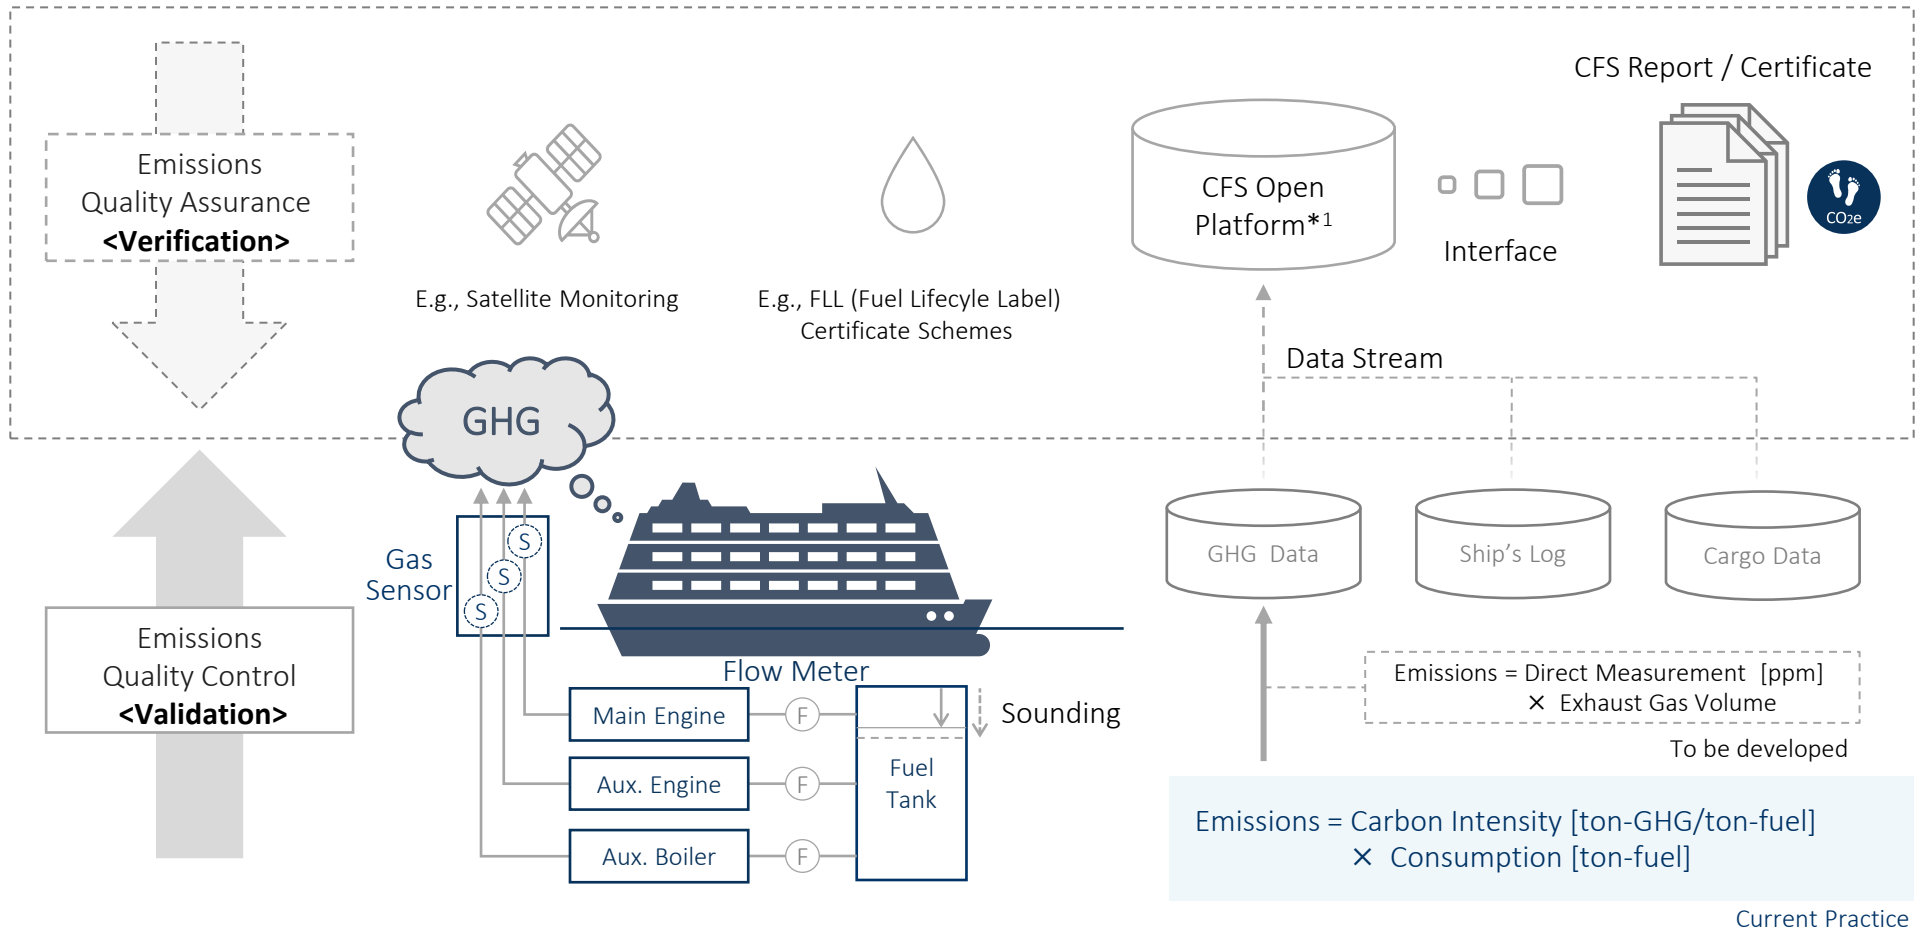 CFS Report / Certificate
Emissions
Quality Assurance
<Verification>
CFS Open
Platform*1
Interface
CO2e
E.g., Satellite Monitoring
E.g., FLL (Fuel Lifecyle Label)
Certificate Schemes
Data Stream
GHG
Gas
Sensor
S
S
S
GHG Data
Ship's Log
Cargo Data
Emissions
Quality Control
<Validation>
Flow Meter
Main Engine
F
Sounding
Aux. Engine
F
Fuel
Tank
Aux. Boiler
F
Emissions = Direct Measurement [ppm]
× Exhaust Gas Volume
To be developed
Emissions = Carbon Intensity [ton-GHG/ton-fuel]
× Consumption [ton-fuel]
Current Practice